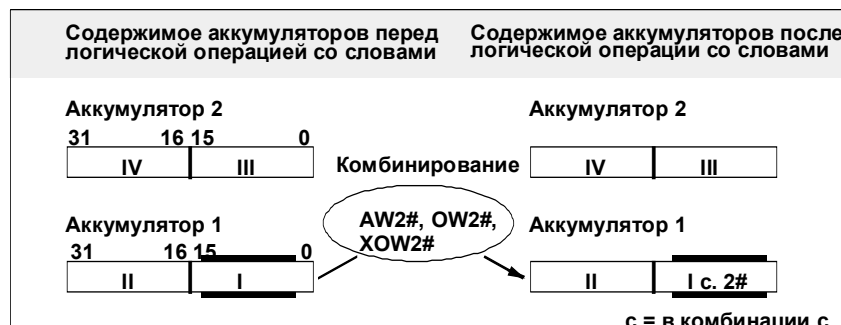 Содержимое аккумуляторов перед
логической операцией со словами
Содержимое аккумуляторов после
логической операции со словами
Аккумулятор 2
31 16 15 0
IV III
Комбинирование
AW2#, OW2#,
XOW2#
Аккумулятор 1
31 16 15 0
II I
Аккумулятор 2
IV III
Аккумулятор 1
II I с. 2#
с = в комбинации с